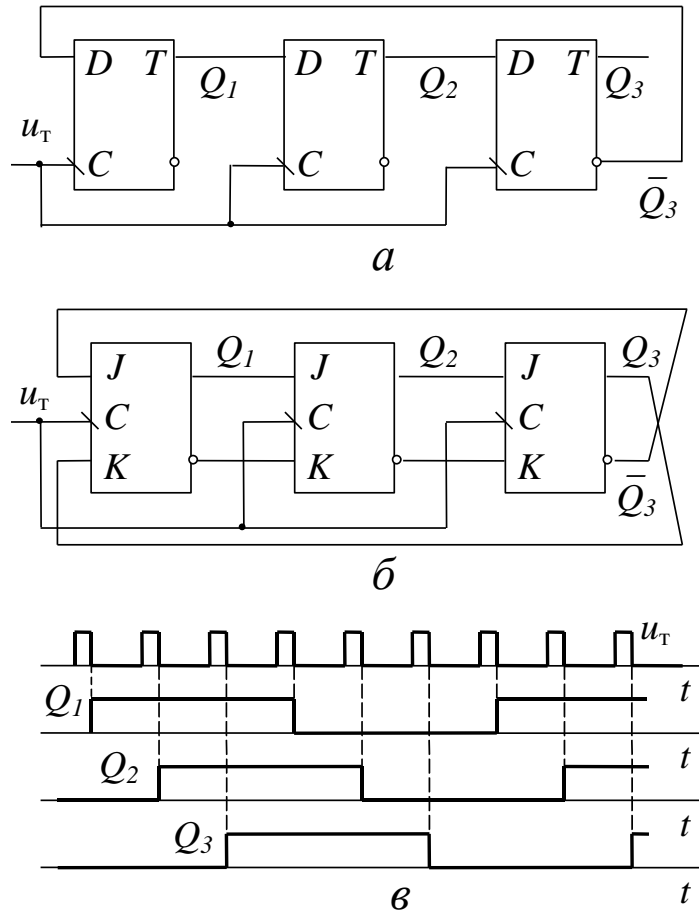 D T Q₁ D T Q₂ D T Q₃
uт C C C Q̅₃
а
J Q₁ J Q₂ J Q₃
uт C C C
K K K Q̅₃
б
uт
t
Q₁
t
Q₂
t
Q₃
t
в